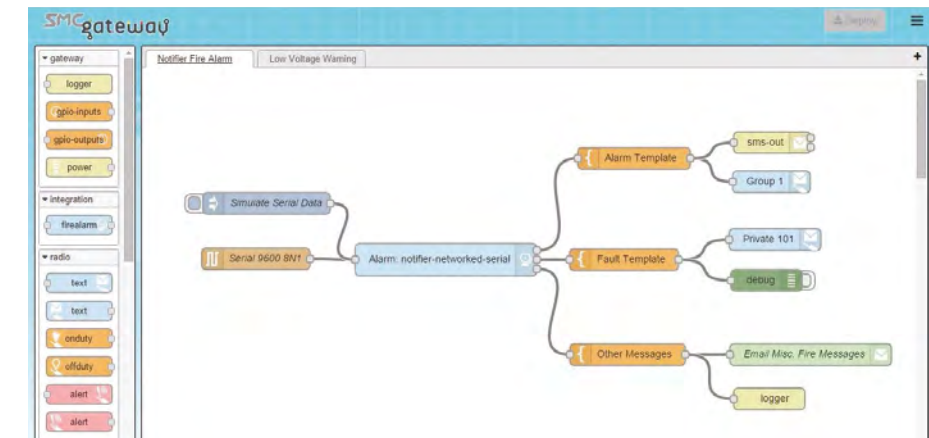 SMCgateway
Deploy
gateway
logger
gpio-inputs
gpio-outputs
power
integration
firealarm
radio
text
text
onduty
offduty
alert
alert
Notifier Fire Alarm
Low Voltage Warning
+
Simulate Serial Data
Serial 9600 8N1
Alarm: notifier-networked-serial
Alarm Template
sms-out
Group 1
Fault Template
Private 101
debug
Other Messages
Email Misc. Fire Messages
logger